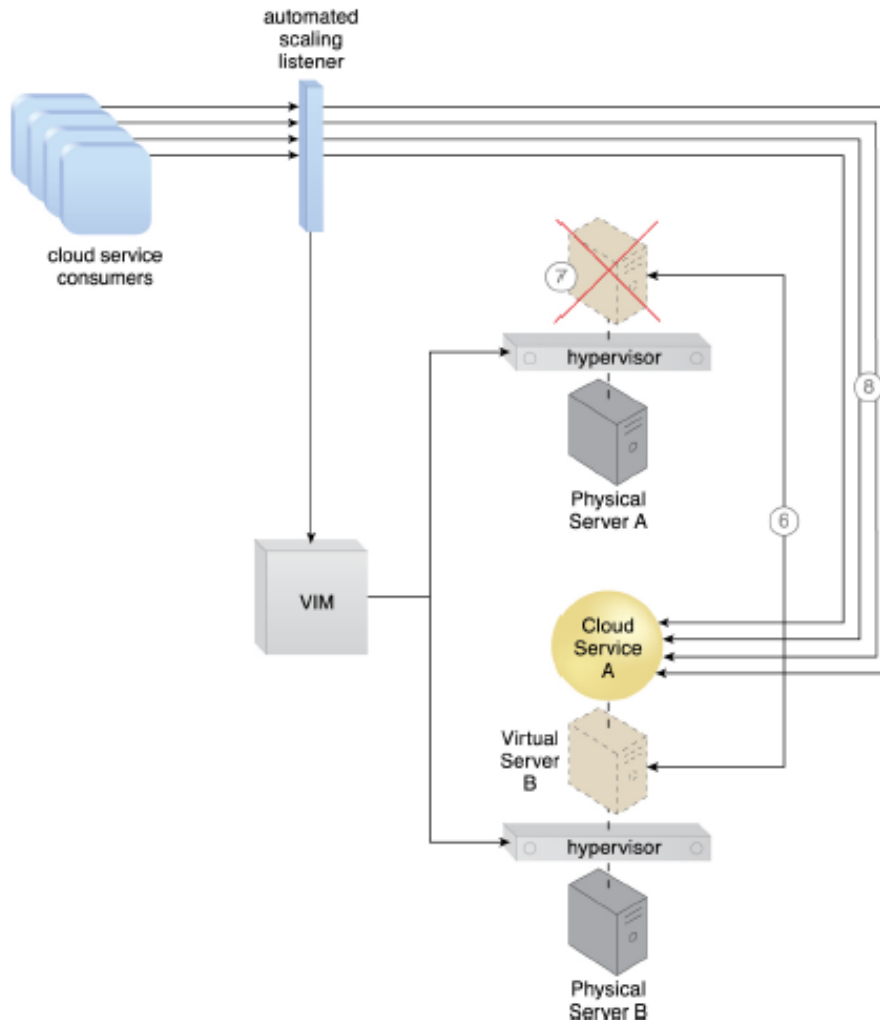 automated
scaling
listener
cloud service
consumers
7
hypervisor
8
Physical
Server A
6
VIM
Cloud
Service
A
Virtual
Server
B
hypervisor
Physical
Server B